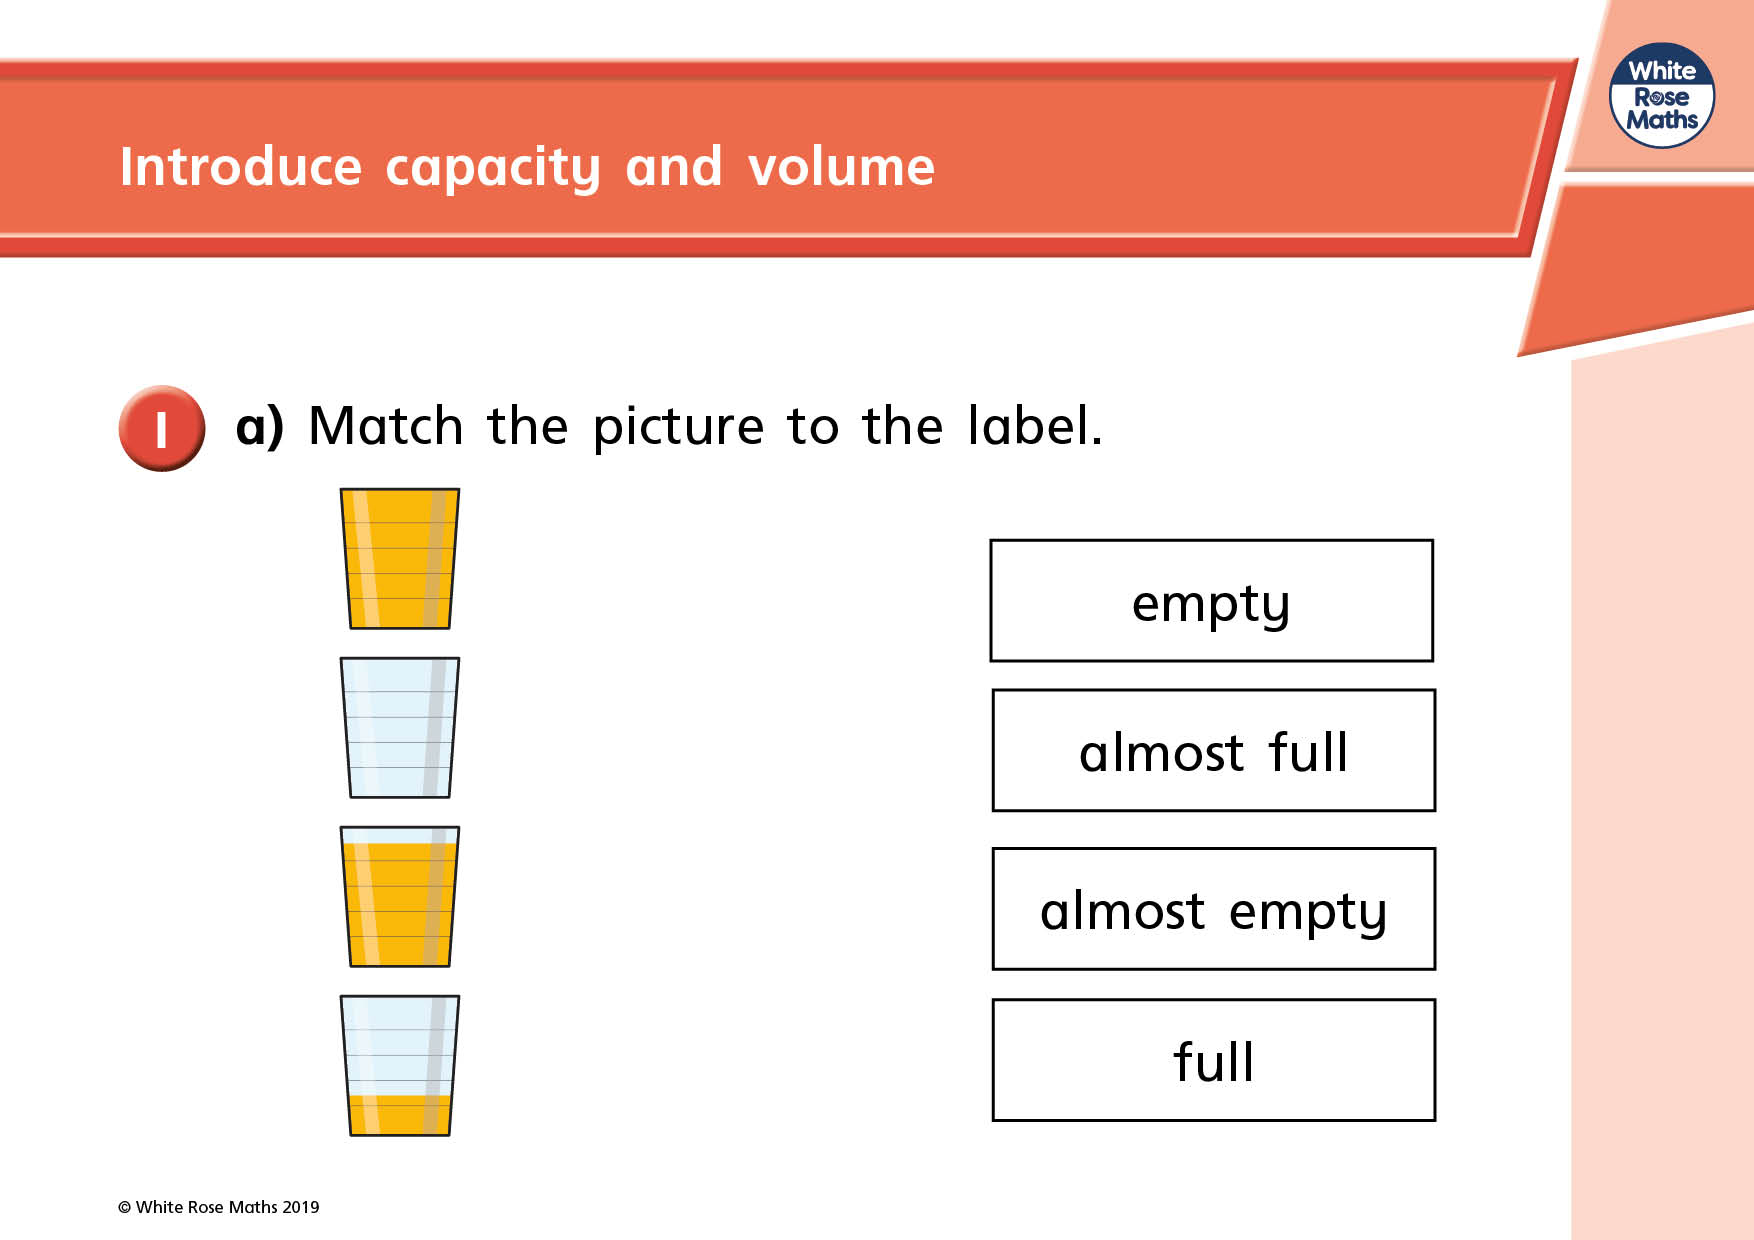 Introduce capacity and volume
White
Rose
Maths
1 a) Match the picture to the label.
empty
almost full
almost empty
full
© White Rose Maths 2019